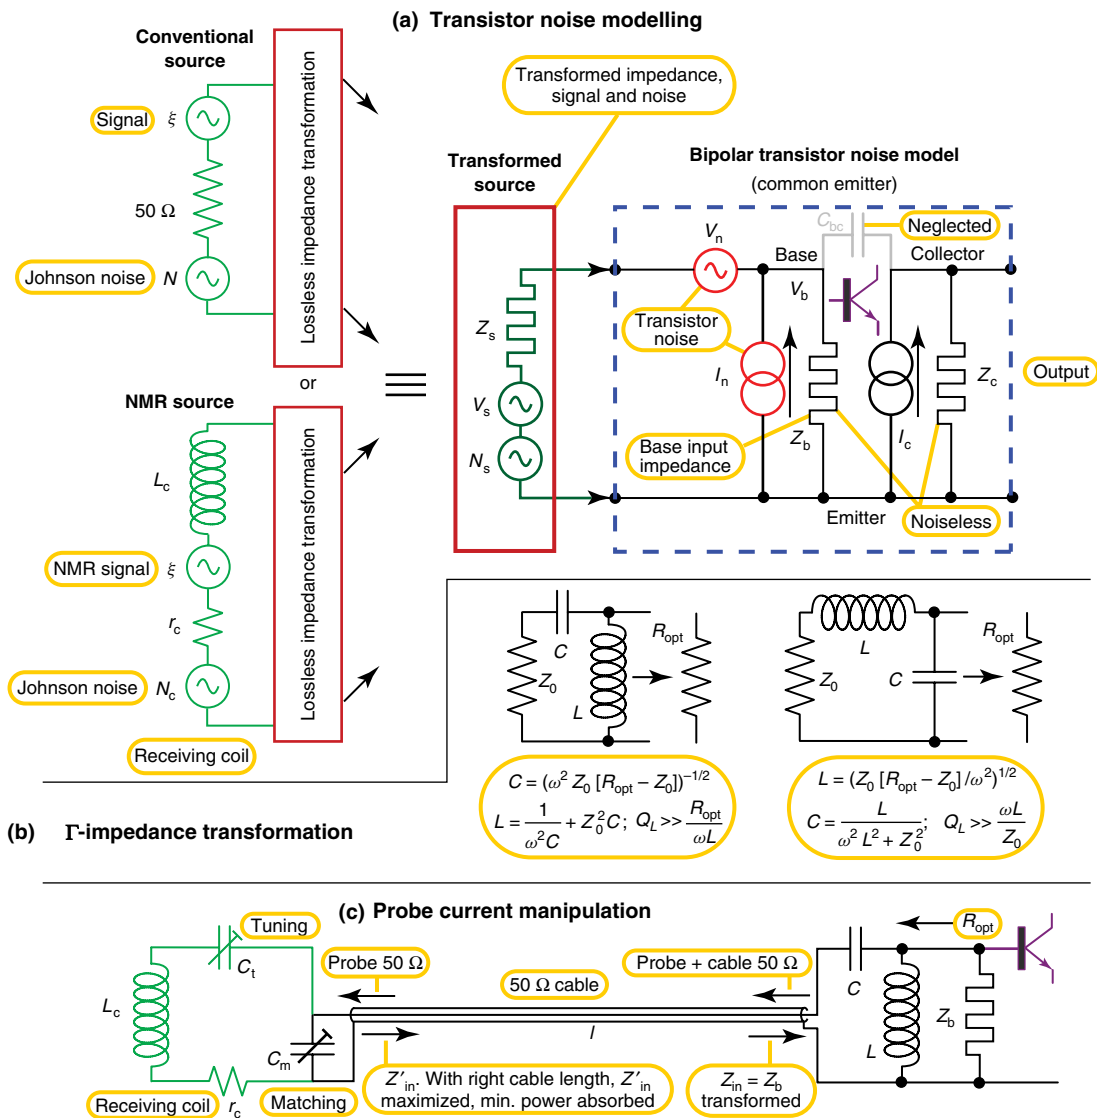 (a) Transistor noise modelling
Conventional
source
Signal
ξ
50 Ω
Johnson noise
N
Lossless impedance transformation
or
NMR source
L_c
NMR signal
ξ
r_c
Johnson noise
N_c
Receiving coil
Lossless impedance transformation
Transformed impedance,
signal and noise
Transformed
source
Z_s
V_s
N_s
Bipolar transistor noise model
(common emitter)
C_bc
Neglected
V_n
Base
Collector
V_b
Transistor
noise
I_n
Z_c
Output
Base input
impedance
Z_b
I_c
Emitter
Noiseless
(b) Γ-impedance transformation
C
Z_0
L
R_opt
C = (ω² Z_0 [R_opt – Z_0])^–1/2
L = 1/(ω²C) + Z_0² C; Q_L >> R_opt/(ωL)
L
Z_0
C
R_opt
L = (Z_0 [R_opt – Z_0] /ω²)^1/2
C = L/(ω² L² + Z_0²); Q_L >> ωL/Z_0
(c) Probe current manipulation
Tuning
C_t
L_c
C_m
Receiving coil
r_c
Matching
Probe 50 Ω
50 Ω cable
Probe + cable 50 Ω
l
Z′_in. With right cable length, Z′_in
maximized, min. power absorbed
Z_in = Z_b
transformed
R_opt
C
L
Z_b